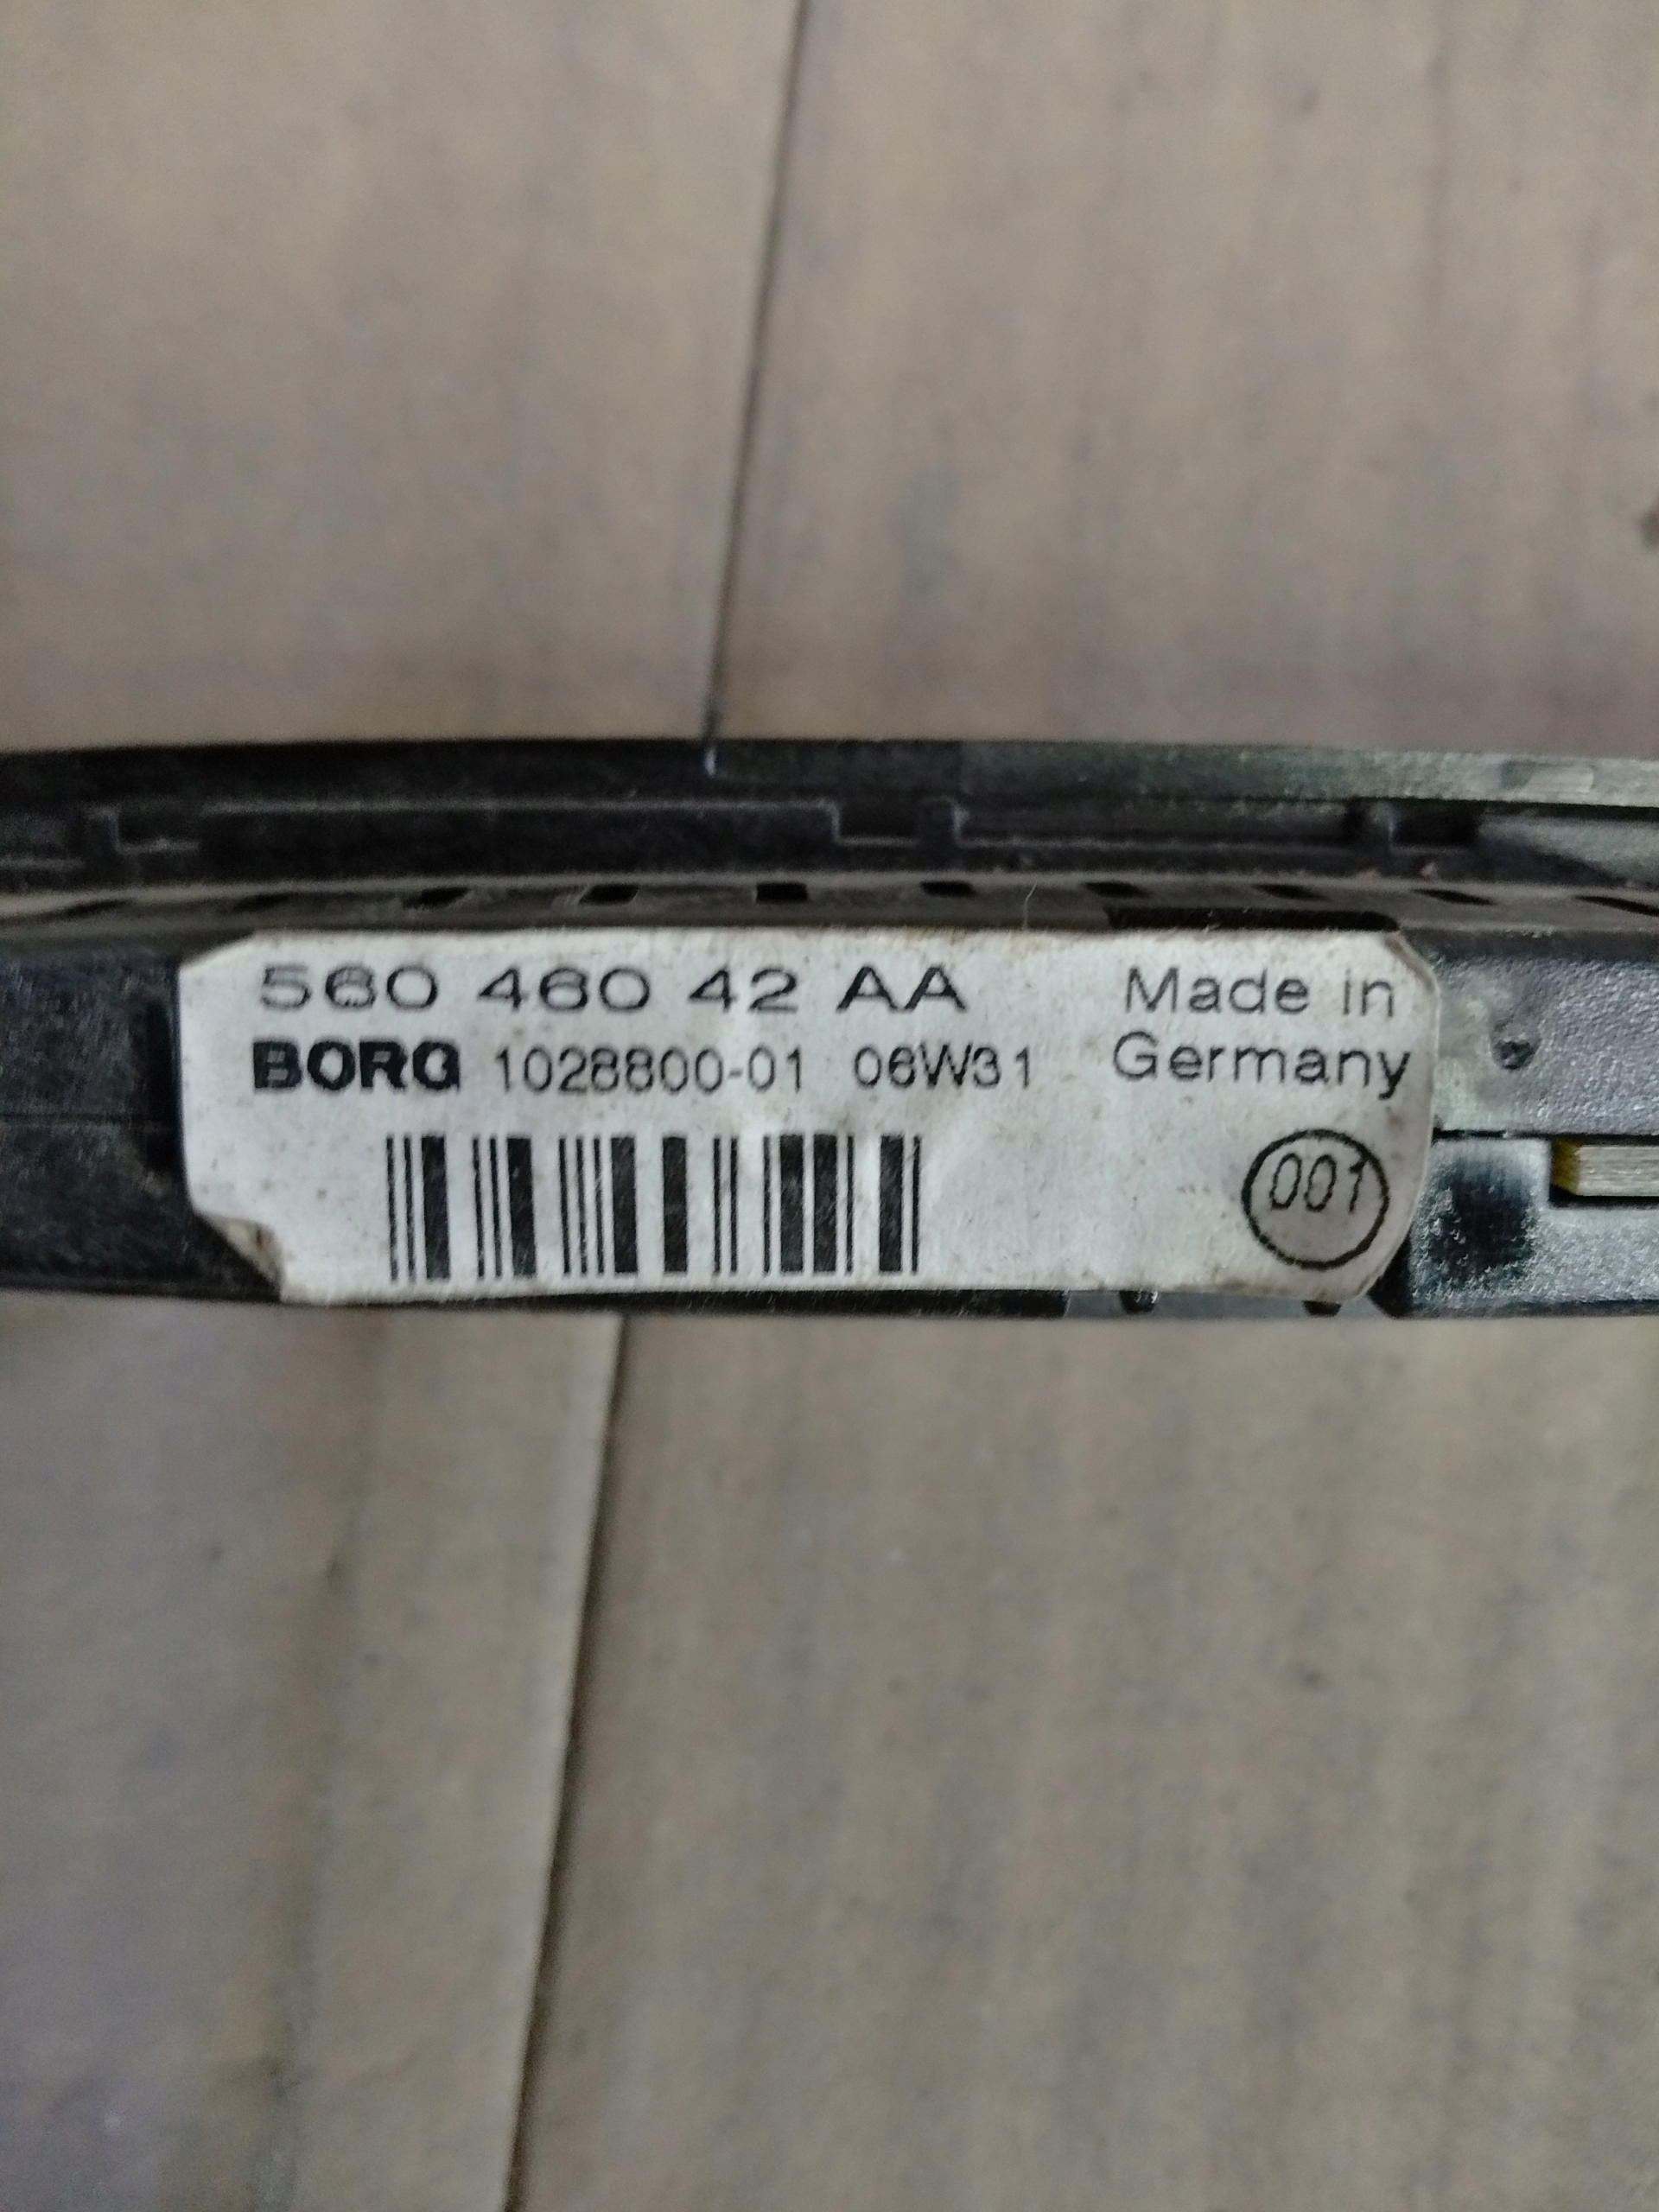 560 460 42 AA
BORG 1028800-01 06W31
Made in
Germany
001